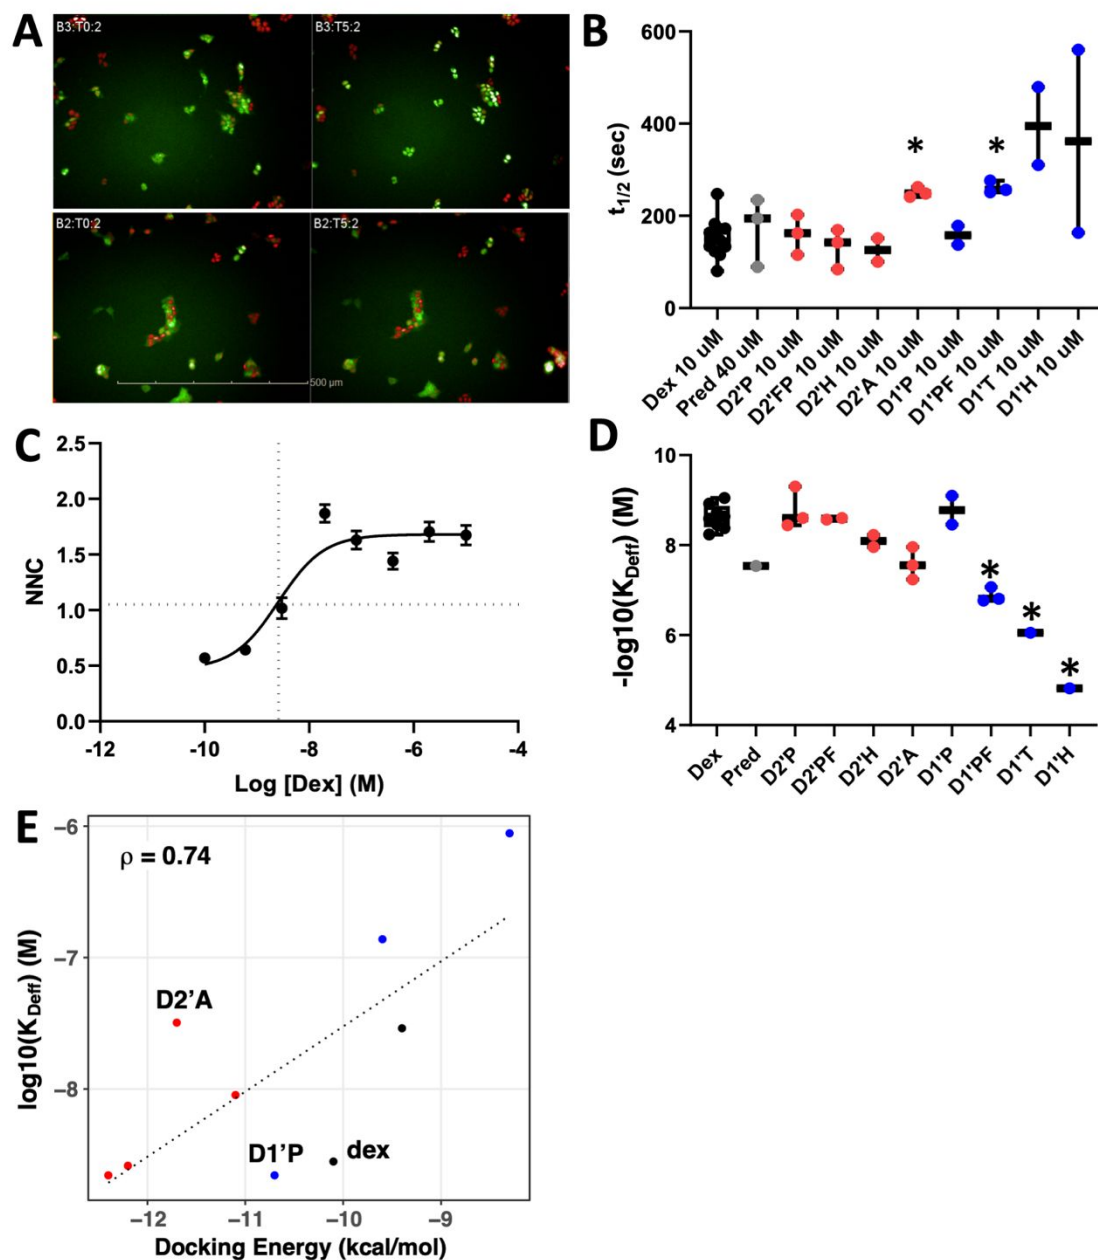 A
B3:T0:2
B3:T5:2
B2:T0:2
B2:T5:2
500 µm
B
t1/2 (sec)
600
400
200
0
*
*
Dex 10 uM
Pred 40 uM
D2'P 10 uM
D2'FP 10 uM
D2'H 10 uM
D2'A 10 uM
D1'P 10 uM
D1'PF 10 uM
D1'T 10 uM
D1'H 10 uM
C
NNC
2.5
2.0
1.5
1.0
0.5
0.0
-12
-10
-8
-6
-4
Log [Dex] (M)
D
-log10(KDeff) (M)
10
8
6
4
*
*
*
Dex
Pred
D2'P
D2'PF
D2'H
D2'A
D1'P
D1'PF
D1'T
D1'H
E
ρ = 0.74
log10(KDeff) (M)
−6
−7
−8
D2'A
D1'P
dex
−12
−11
−10
−9
Docking Energy (kcal/mol)